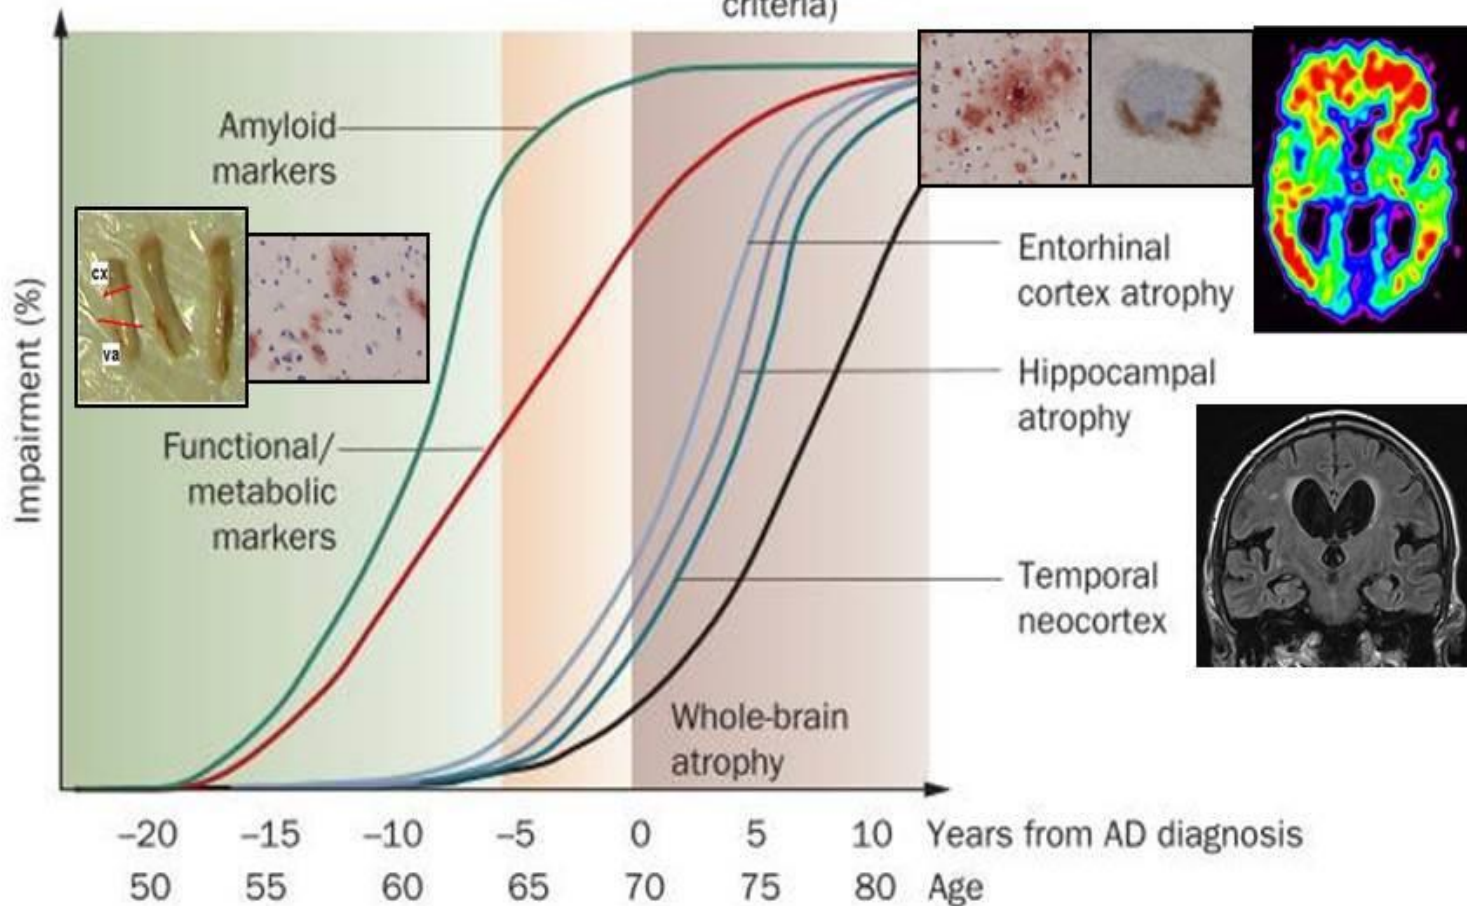 criteria)
Amyloid
markers
cx
va
Functional/
metabolic
markers
Impairment (%)
Entorhinal
cortex atrophy
Hippocampal
atrophy
Temporal
neocortex
Whole-brain
atrophy
–20 –15 –10 –5 0 5 10 Years from AD diagnosis
50 55 60 65 70 75 80 Age